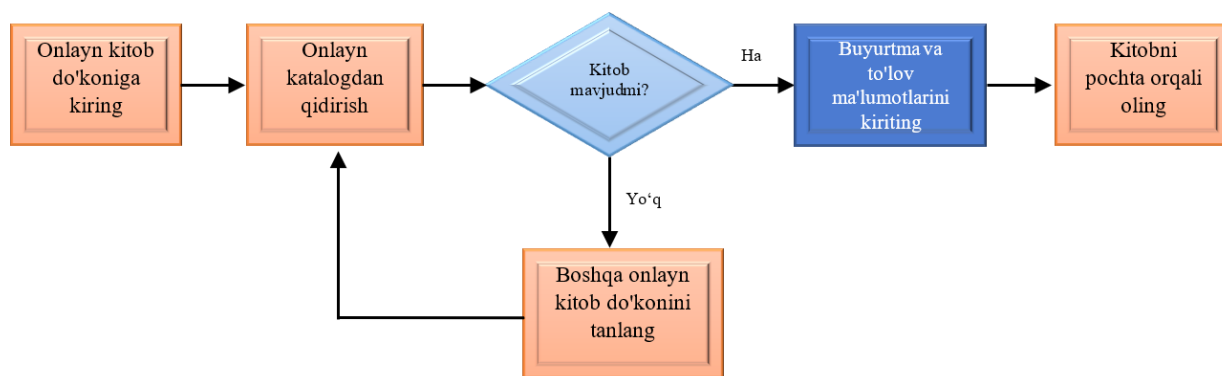 Onlayn kitob
do'koniga
kiring
Onlayn
katalogdan
qidirish
Kitob
mavjudmi?
Ha
Buyurtma va
to'lov
ma'lumotlarini
kiriting
Kitobni
pochta orqali
oling
Yo‘q
Boshqa onlayn
kitob do'konini
tanlang